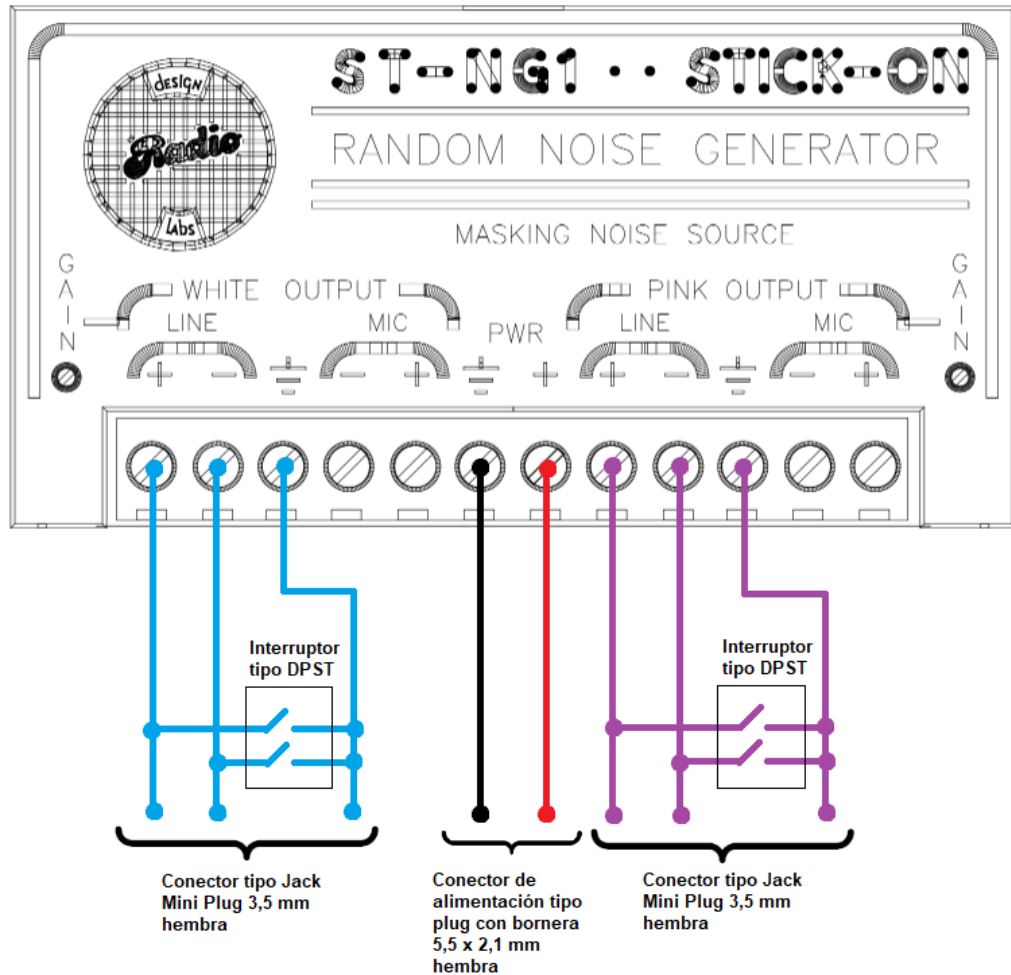 ST-NG1 ·· STICK-ON
DESIGN
Radio
Labs
RANDOM NOISE GENERATOR
MASKING NOISE SOURCE
GAIN
WHITE OUTPUT
PINK OUTPUT
GAIN
LINE
MIC
PWR
LINE
MIC
+ - - + + + - - +
Interruptor
tipo DPST
Interruptor
tipo DPST
Conector tipo Jack
Mini Plug 3,5 mm
hembra
Conector de
alimentación tipo
plug con bornera
5,5 x 2,1 mm
hembra
Conector tipo Jack
Mini Plug 3,5 mm
hembra